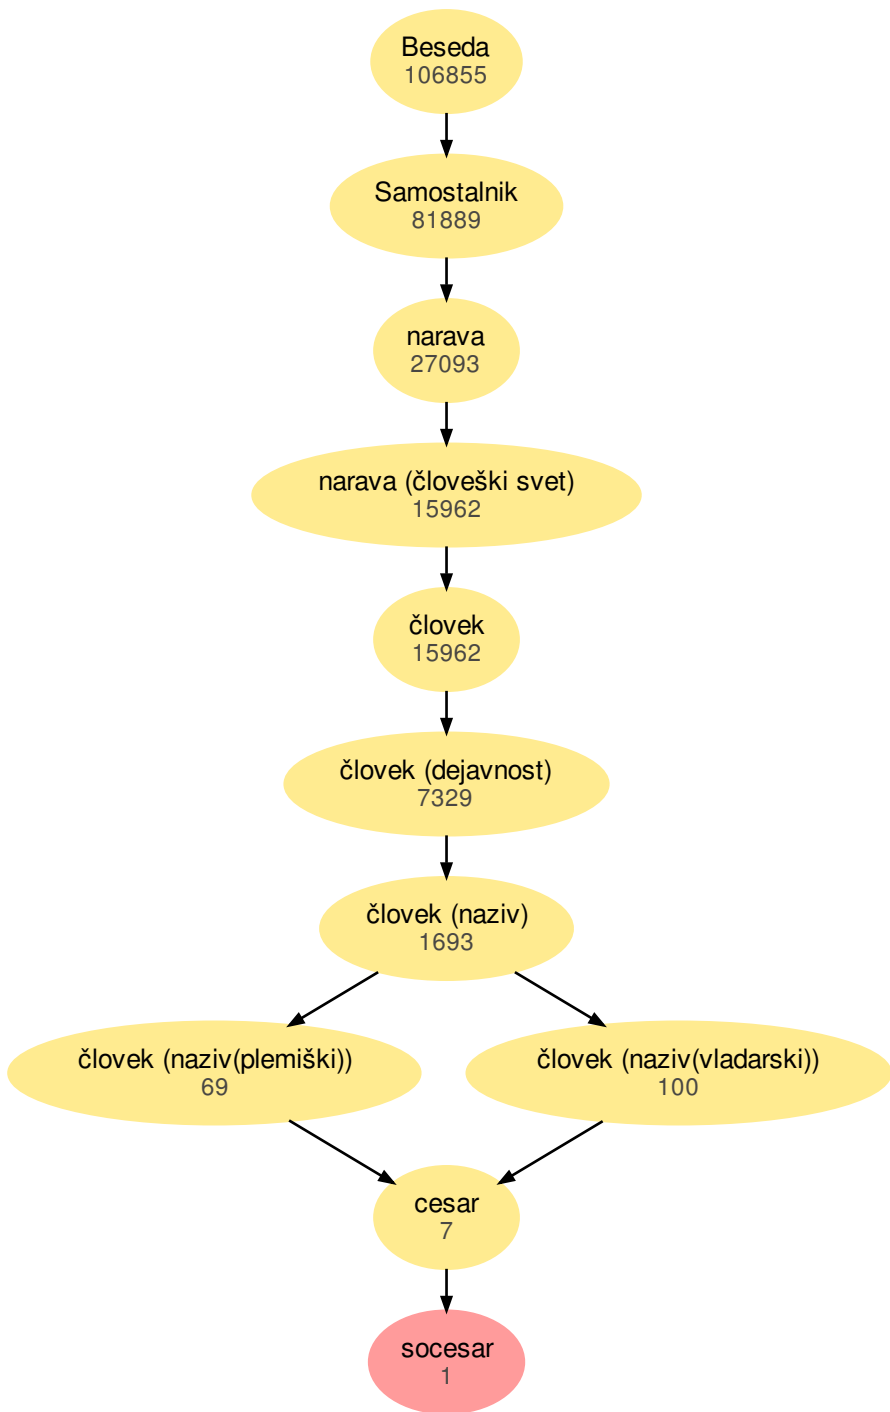 Beseda
106855
Samostalnik
81889
narava
27093
narava (človeški svet)
15962
človek
15962
človek (dejavnost)
7329
človek (naziv)
1693
človek (naziv(plemiški))
69
človek (naziv(vladarski))
100
cesar
7
socesar
1